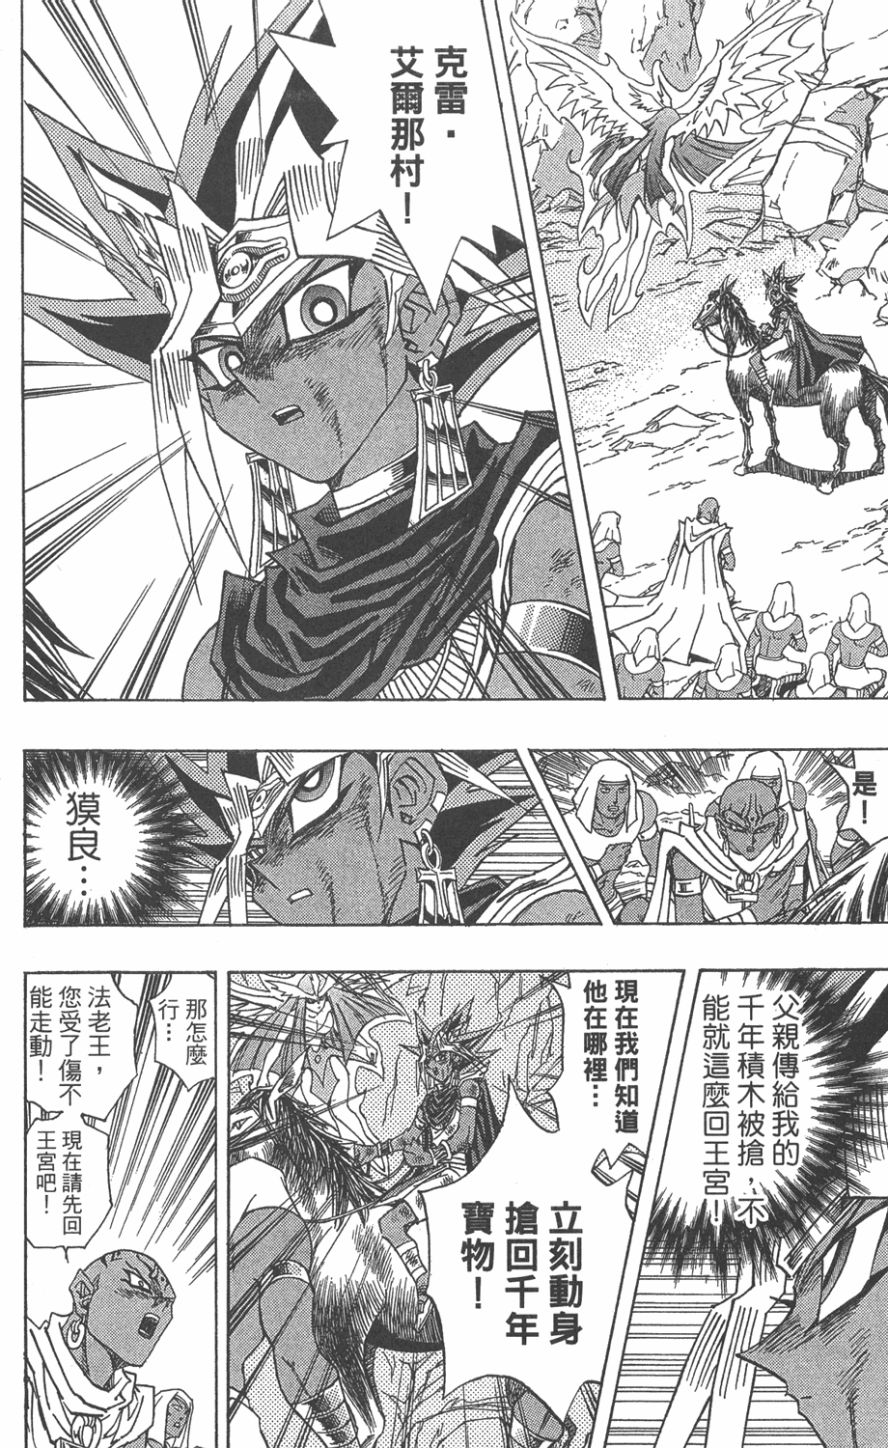 克雷・
艾爾那村！
是！
獏良…
父親傳給我的
千年積木被搶，不
能就這麼回王宮！
現在我們知道
他在哪裡…
立刻動身
搶回千年
寶物！
那怎麼
行…
法老王，
您受了傷不
能走動！
現在請先回
王宮吧！